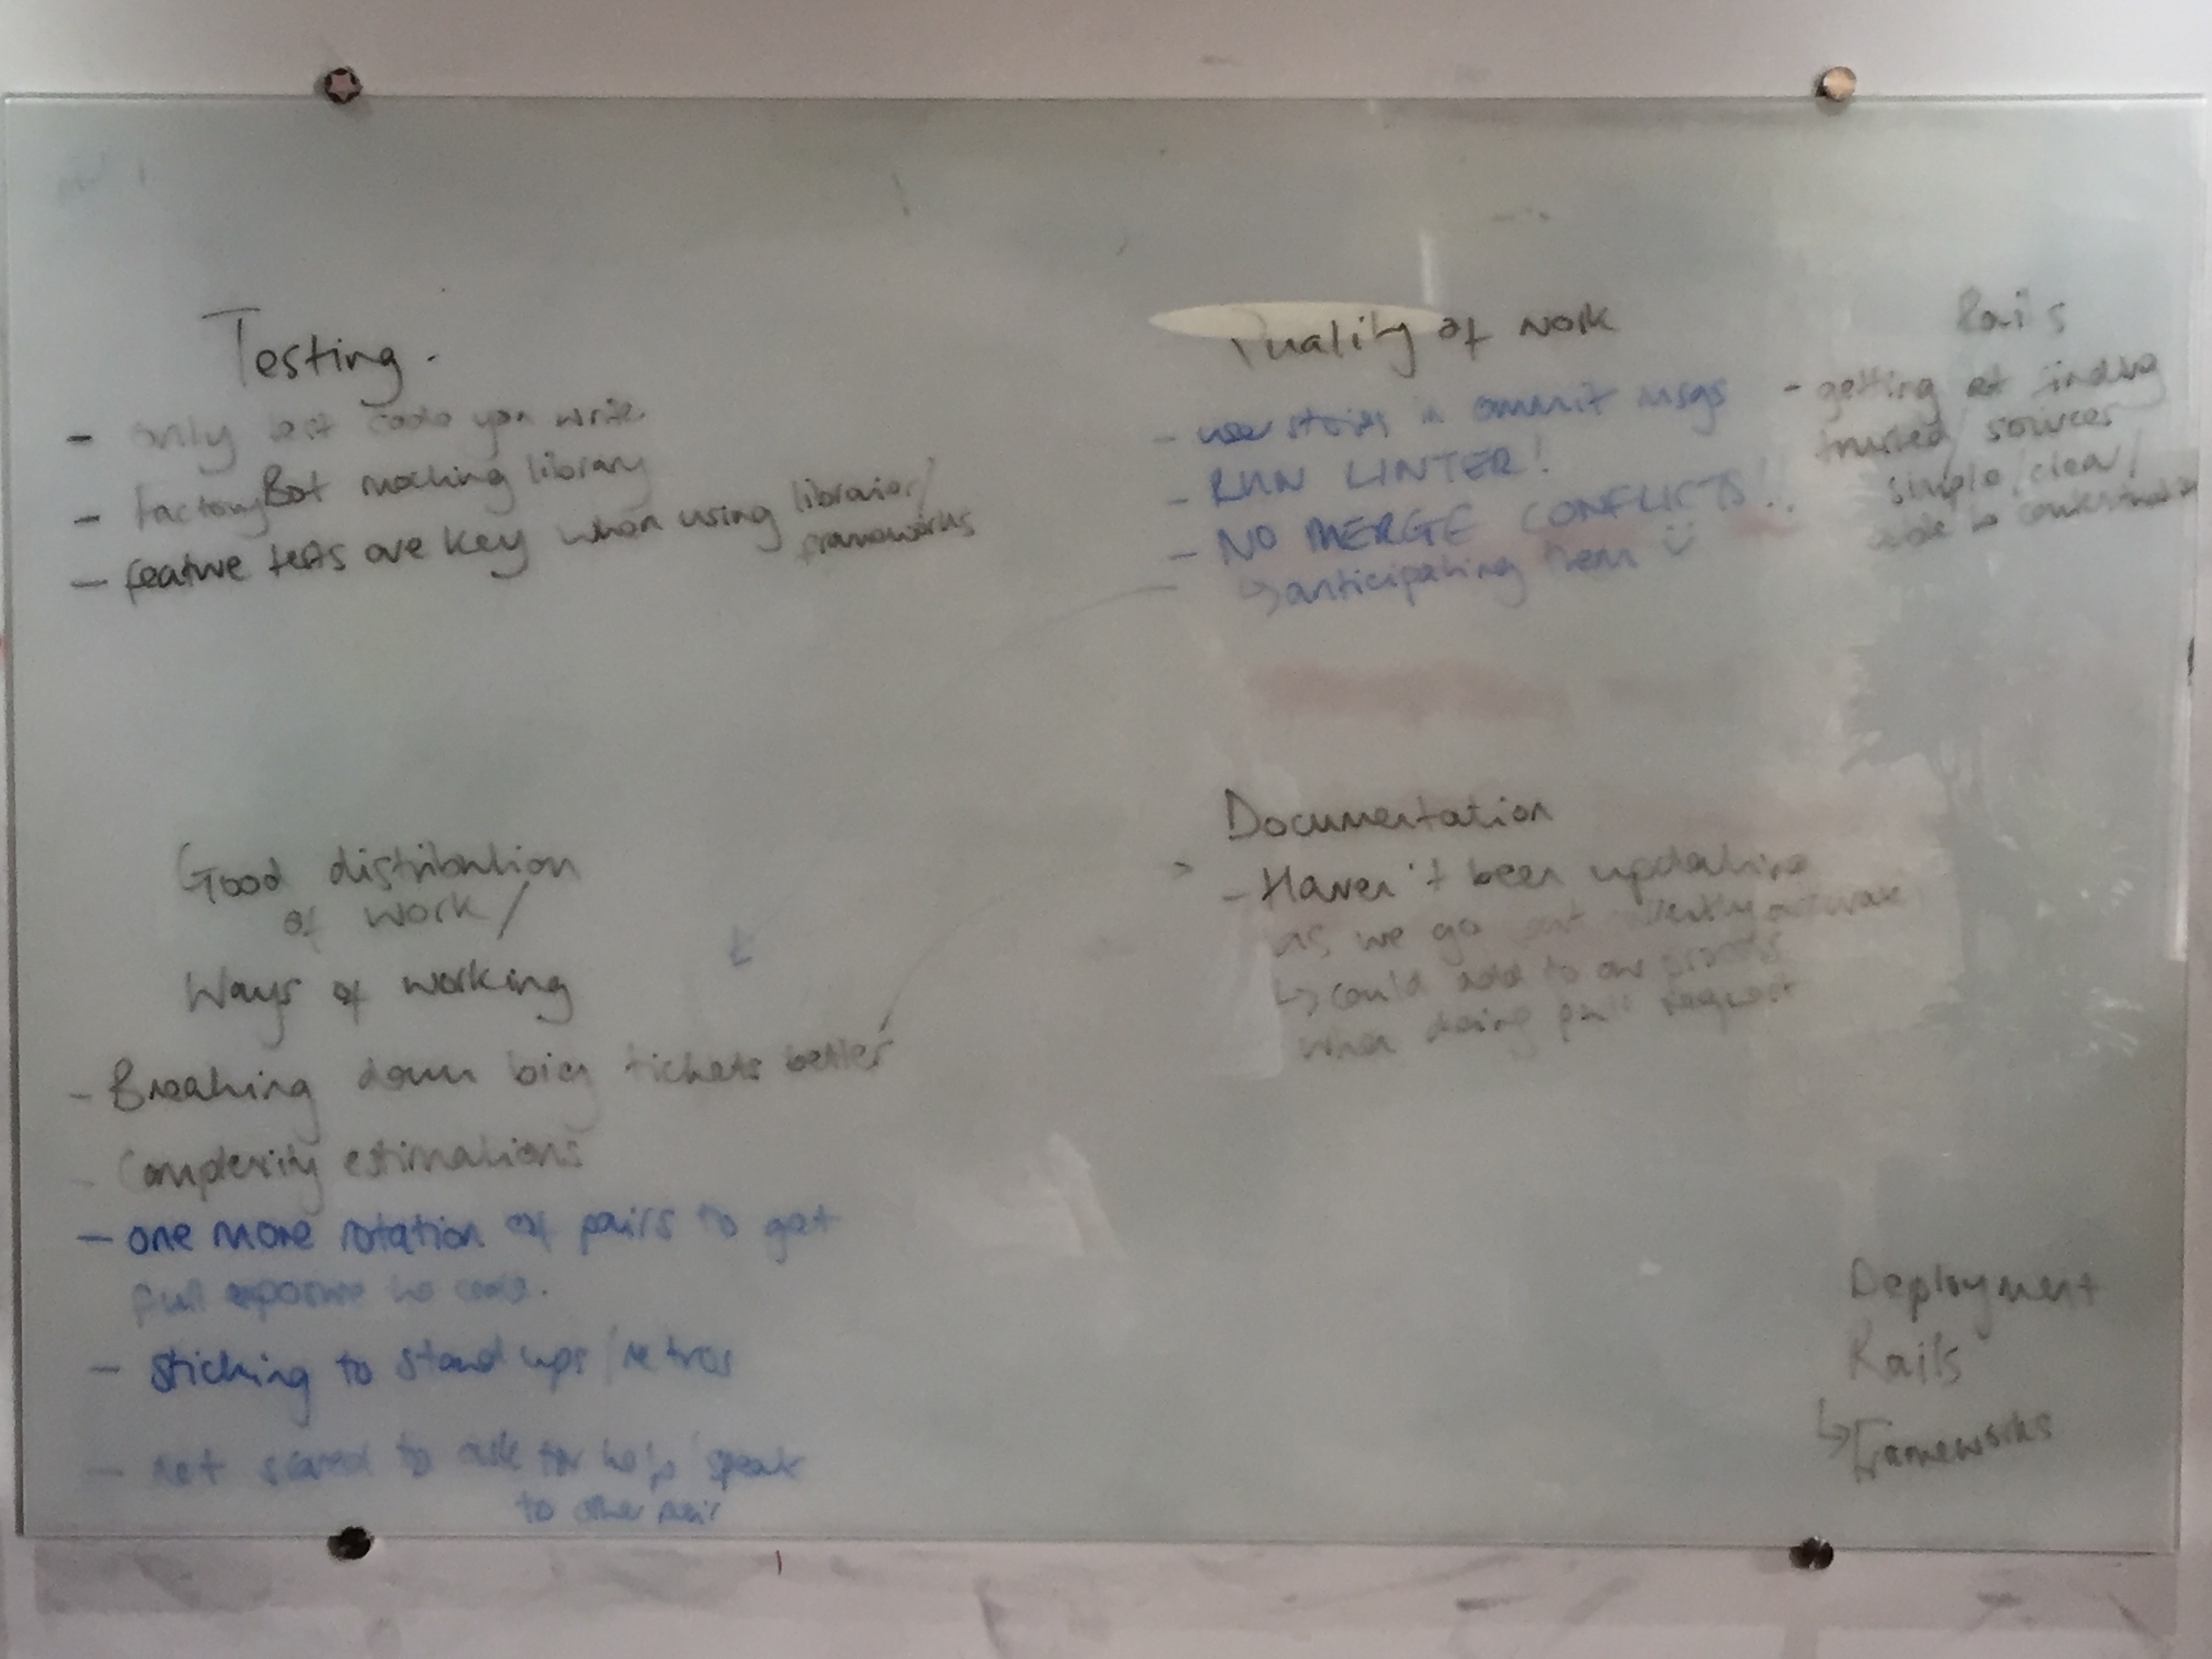 Testing.
- only test code you write.
- factoryBot mocking library
- feature tests are key when using libraries/
frameworks
Quality of work
- user stories in commit msgs
- RUN LINTER!
- NO MERGE CONFLICTS!!
↳ anticipating them
Rails
- getting at finding
trusted/ sources
simple/clear/
able to
Good distribution
of work/
Ways of working
- Breaking down big tickets better
- Complexity estimations
- one more rotation of pairs to get
full exposure to code.
- sticking to stand ups/retros
- not scared to ask for help/speak
to other pair
Documentation
- Haven't been updating
as we go but accurate
↳ could add to our process
when doing pull request
Deployment
Rails
↳ Frameworks